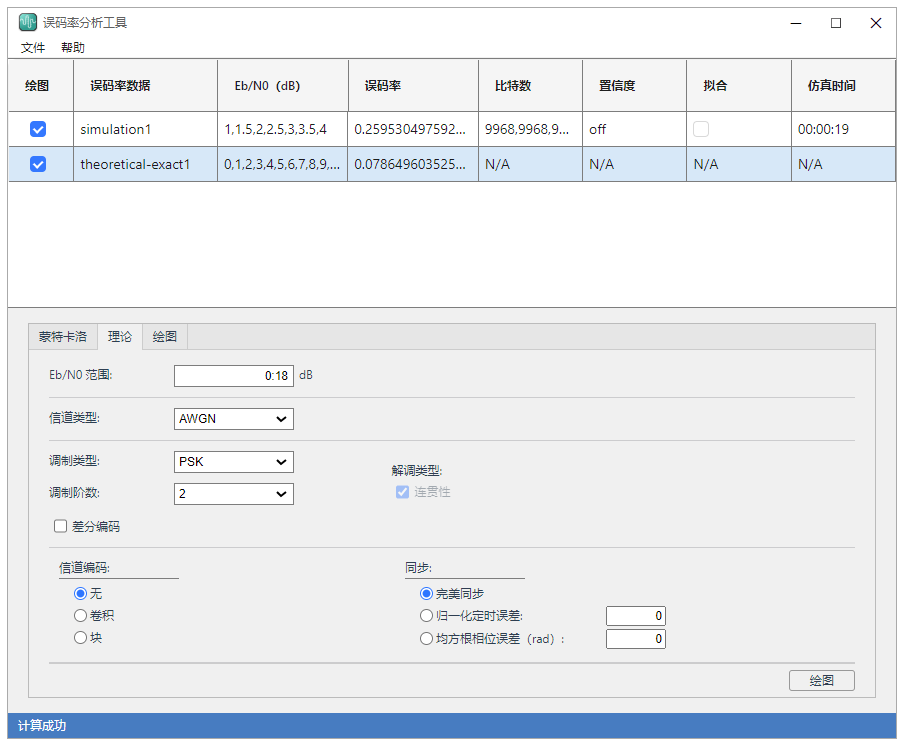 误码率分析工具
文件 帮助
绘图 误码率数据 Eb/N0 (dB) 误码率 比特数 置信度 拟合 仿真时间
simulation1 1,1.5,2,2.5,3,3.5,4 0.259530497592... 9968,9968,9... off 00:00:19
theoretical-exact1 0,1,2,3,4,5,6,7,8,9,... 0.078649603525... N/A N/A N/A N/A
蒙特卡洛 理论 绘图
Eb/N0 范围: 0:18 dB
信道类型: AWGN
调制类型: PSK
解调类型:
调制阶数: 2
连贯性
差分编码
信道编码: 同步:
无 完美同步
卷积 归一化定时误差: 0
块 均方根相位误差（rad）: 0
绘图
计算成功